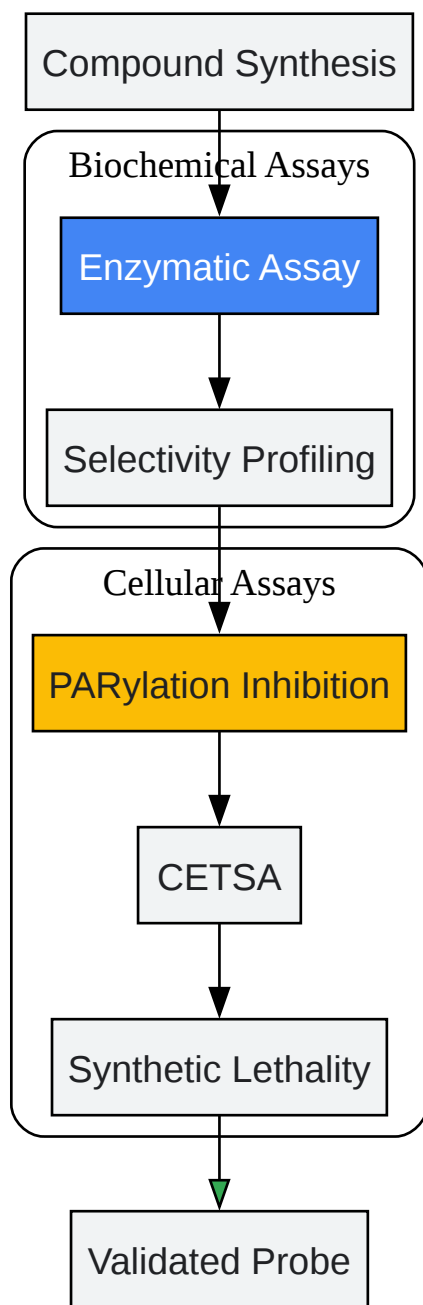 Compound Synthesis
Biochemical Assays
Enzymatic Assay
Selectivity Profiling
Cellular Assays
PARylation Inhibition
CETSA
Synthetic Lethality
Validated Probe